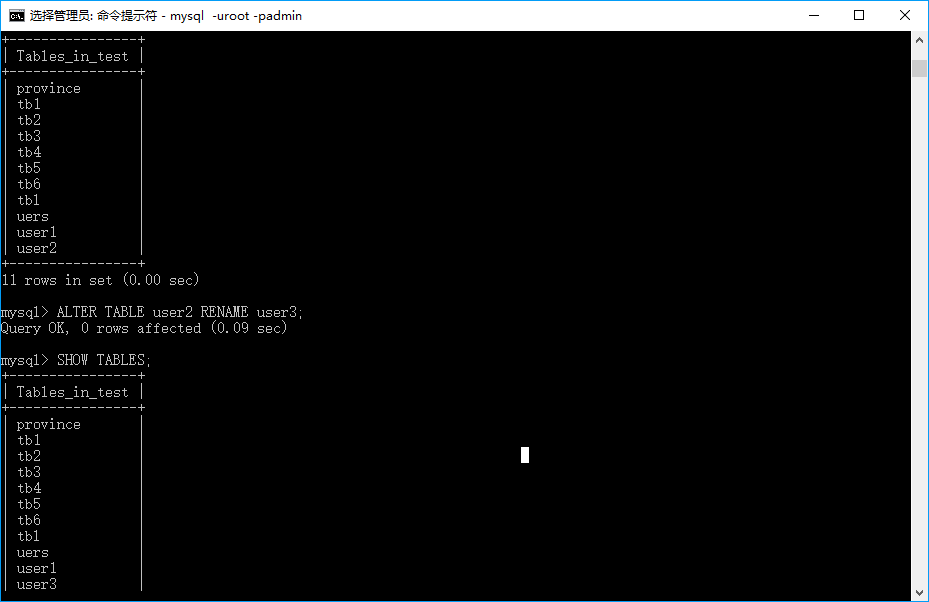 选择管理员: 命令提示符 - mysql  -uroot -padmin
+----------------+
| Tables_in_test |
+----------------+
| province       |
| tb1            |
| tb2            |
| tb3            |
| tb4            |
| tb5            |
| tb6            |
| tbl            |
| uers           |
| user1          |
| user2          |
+----------------+
11 rows in set (0.00 sec)
mysql> ALTER TABLE user2 RENAME user3;
Query OK, 0 rows affected (0.09 sec)
mysql> SHOW TABLES;
+----------------+
| Tables_in_test |
+----------------+
| province       |
| tb1            |
| tb2            |
| tb3            |
| tb4            |
| tb5            |
| tb6            |
| tbl            |
| uers           |
| user1          |
| user3          |